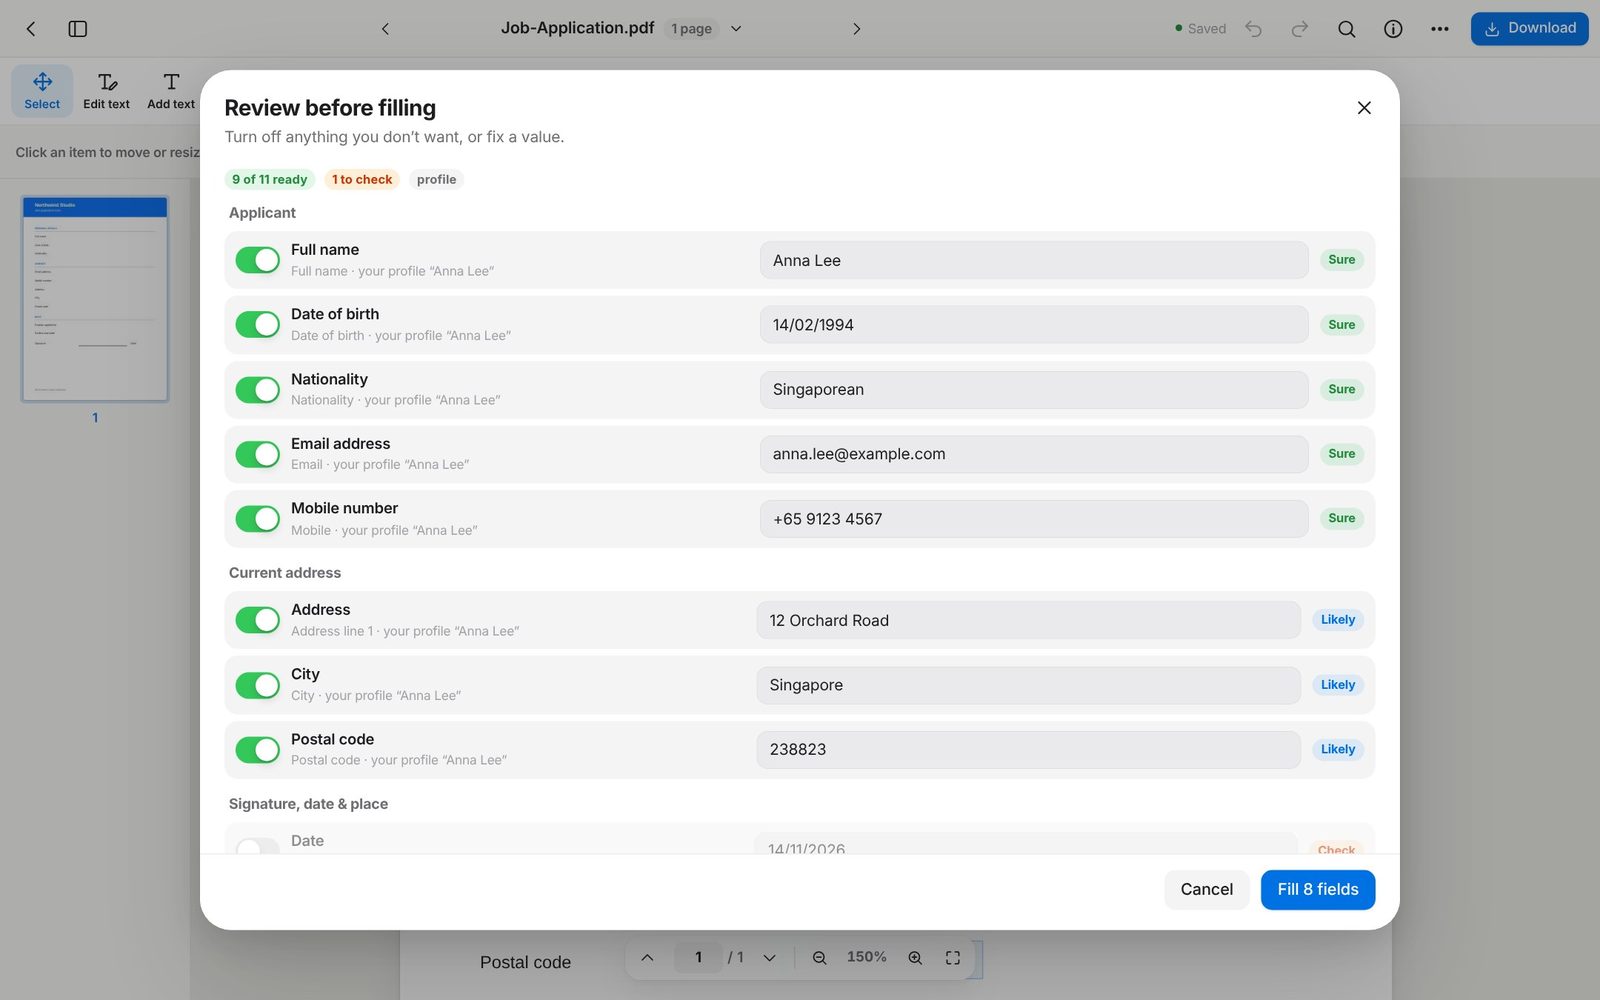 Job-Application.pdf 1 page
Saved
Download
Select
Edit text
Add text
Click an item to move or resiz
Northwind Studio
1
Review before filling
Turn off anything you don’t want, or fix a value.
9 of 11 ready 1 to check profile
Applicant
Full name
Full name · your profile “Anna Lee”
Anna Lee
Sure
Date of birth
Date of birth · your profile “Anna Lee”
14/02/1994
Sure
Nationality
Nationality · your profile “Anna Lee”
Singaporean
Sure
Email address
Email · your profile “Anna Lee”
anna.lee@example.com
Sure
Mobile number
Mobile · your profile “Anna Lee”
+65 9123 4567
Sure
Current address
Address
Address line 1 · your profile “Anna Lee”
12 Orchard Road
Likely
City
City · your profile “Anna Lee”
Singapore
Likely
Postal code
Postal code · your profile “Anna Lee”
238823
Likely
Signature, date & place
Date
14/11/2026
Check
Cancel
Fill 8 fields
Postal code
1 / 1
150%